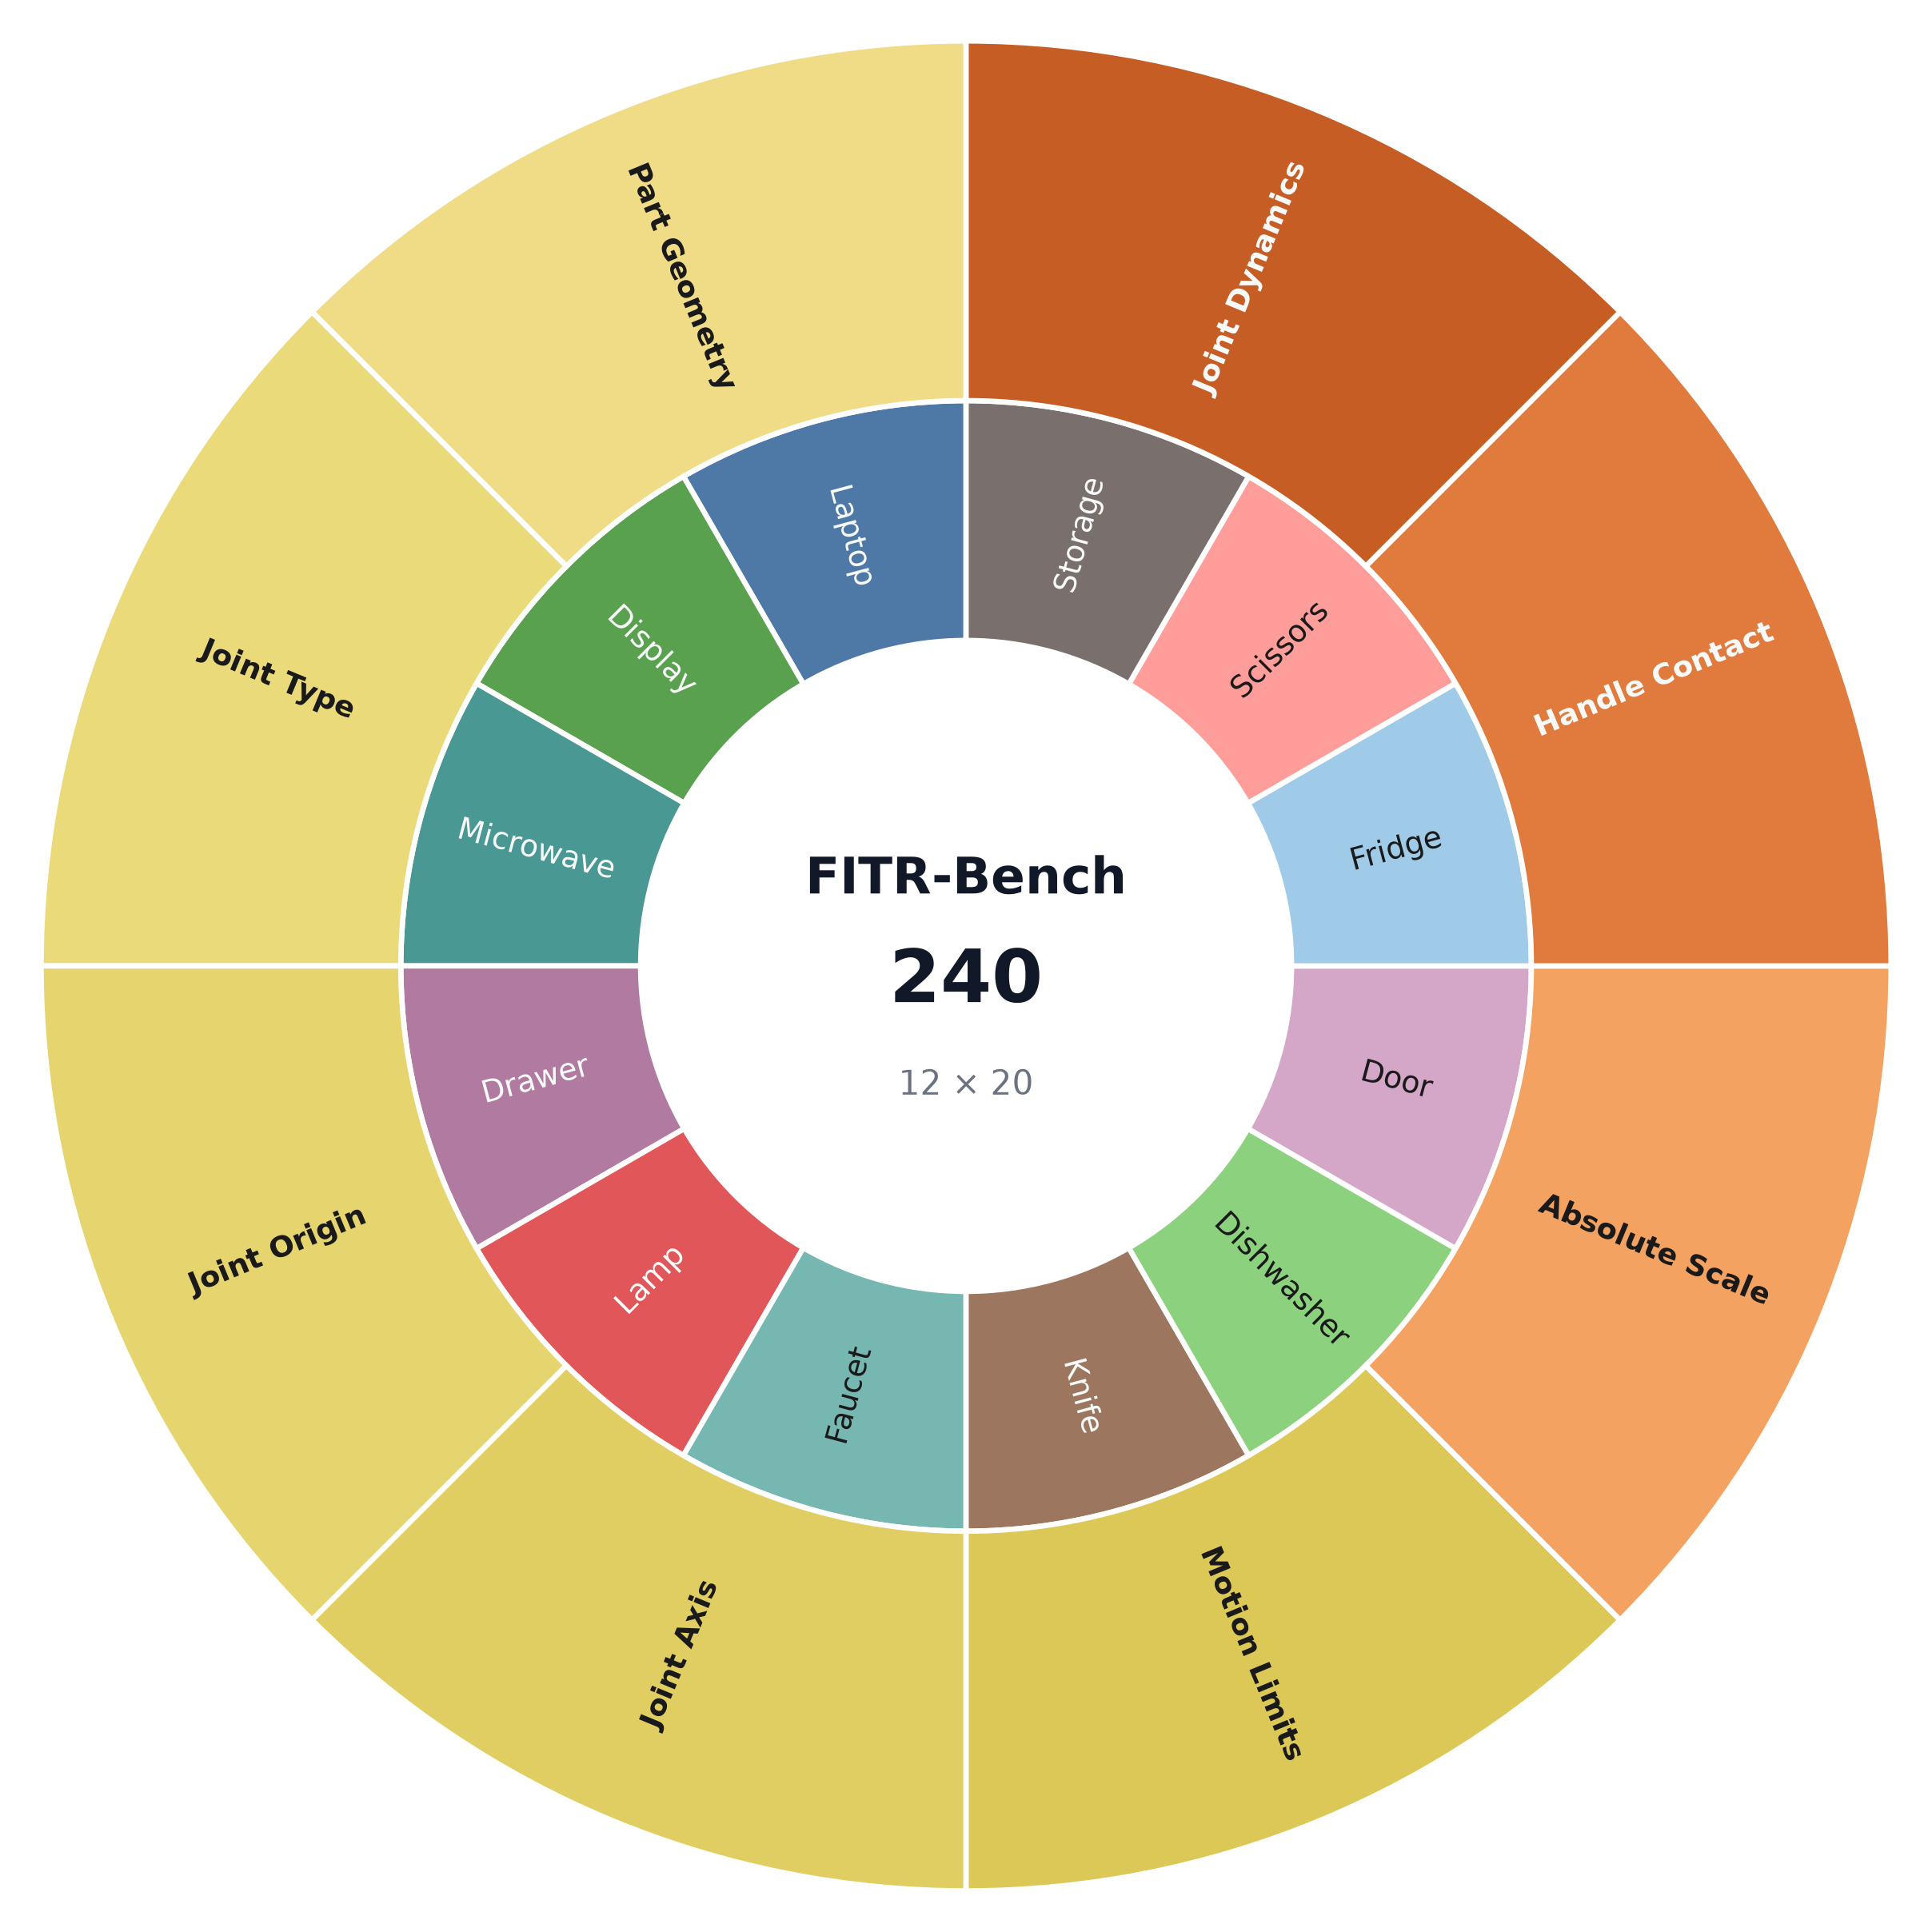 FITR-Bench
240
12 × 20
Storage
Scissors
Fridge
Door
Dishwasher
Knife
Faucet
Lamp
Drawer
Microwave
Display
Laptop
Joint Dynamics
Handle Contact
Absolute Scale
Motion Limits
Joint Axis
Joint Origin
Joint Type
Part Geometry